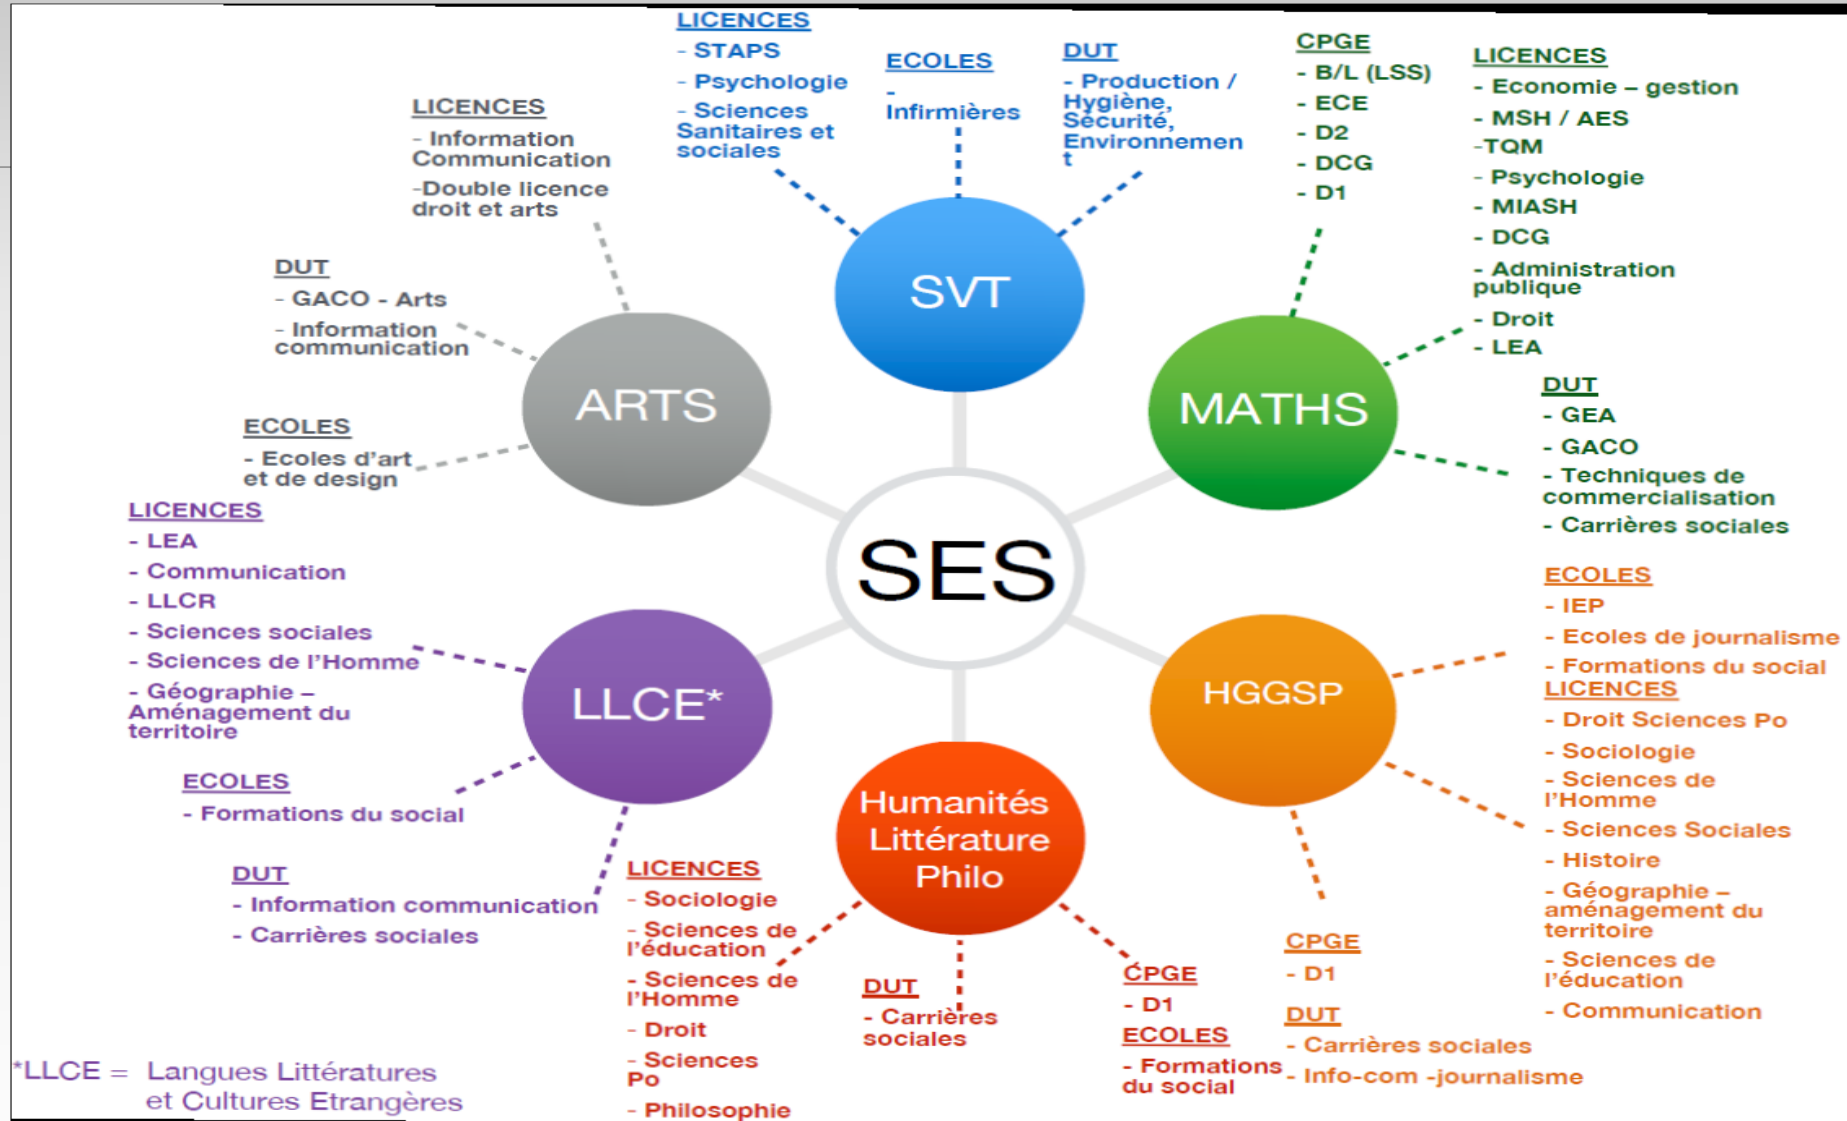 LICENCES
- STAPS
- Psychologie
- Sciences
Sanitaires et
sociales
ECOLES
-
Infirmières
DUT
- Production /
Hygiène,
Sécurité,
Environnemen
t
SVT
CPGE
- B/L (LSS)
- ECE
- D2
- DCG
- D1
LICENCES
- Economie – gestion
- MSH / AES
-TQM
- Psychologie
- MIASH
- DCG
- Administration
publique
- Droit
- LEA
DUT
- GEA
- GACO
- Techniques de
commercialisation
- Carrières sociales
MATHS
LICENCES
- Information
Communication
-Double licence
droit et arts
DUT
- GACO - Arts
- Information
communication
ECOLES
- Ecoles d'art
et de design
ARTS
SES
LICENCES
- LEA
- Communication
- LLCR
- Sciences sociales
- Sciences de l'Homme
- Géographie –
Aménagement du
territoire
ECOLES
- Formations du social
DUT
- Information communication
- Carrières sociales
LLCE*
ECOLES
- IEP
- Ecoles de journalisme
- Formations du social
LICENCES
- Droit Sciences Po
- Sociologie
- Sciences de
l'Homme
- Sciences Sociales
- Histoire
- Géographie –
aménagement du
territoire
- Sciences de
l'éducation
- Communication
HGGSP
CPGE
- D1
DUT
- Carrières sociales
- Info-com -journalisme
Humanités
Littérature
Philo
LICENCES
- Sociologie
- Sciences de
l'éducation
- Sciences de
l'Homme
- Droit
- Sciences
Po
- Philosophie
DUT
- Carrières
sociales
CPGE
- D1
ECOLES
- Formations
du social
*LLCE = Langues Littératures
et Cultures Etrangères